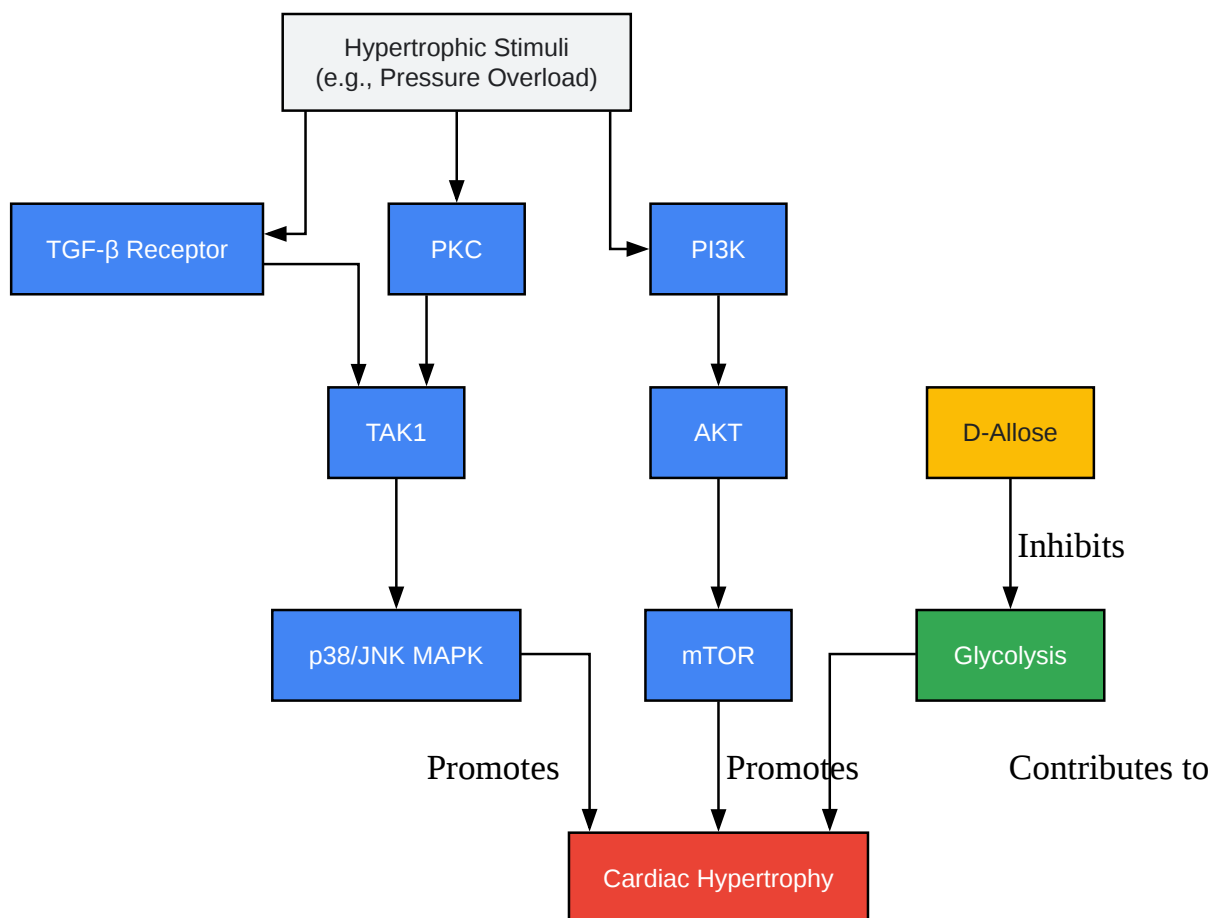 Hypertrophic Stimuli
(e.g., Pressure Overload)
TGF-β Receptor
PKC
PI3K
TAK1
AKT
D-Allose
Inhibits
p38/JNK MAPK
mTOR
Glycolysis
Promotes
Promotes
Contributes to
Cardiac Hypertrophy